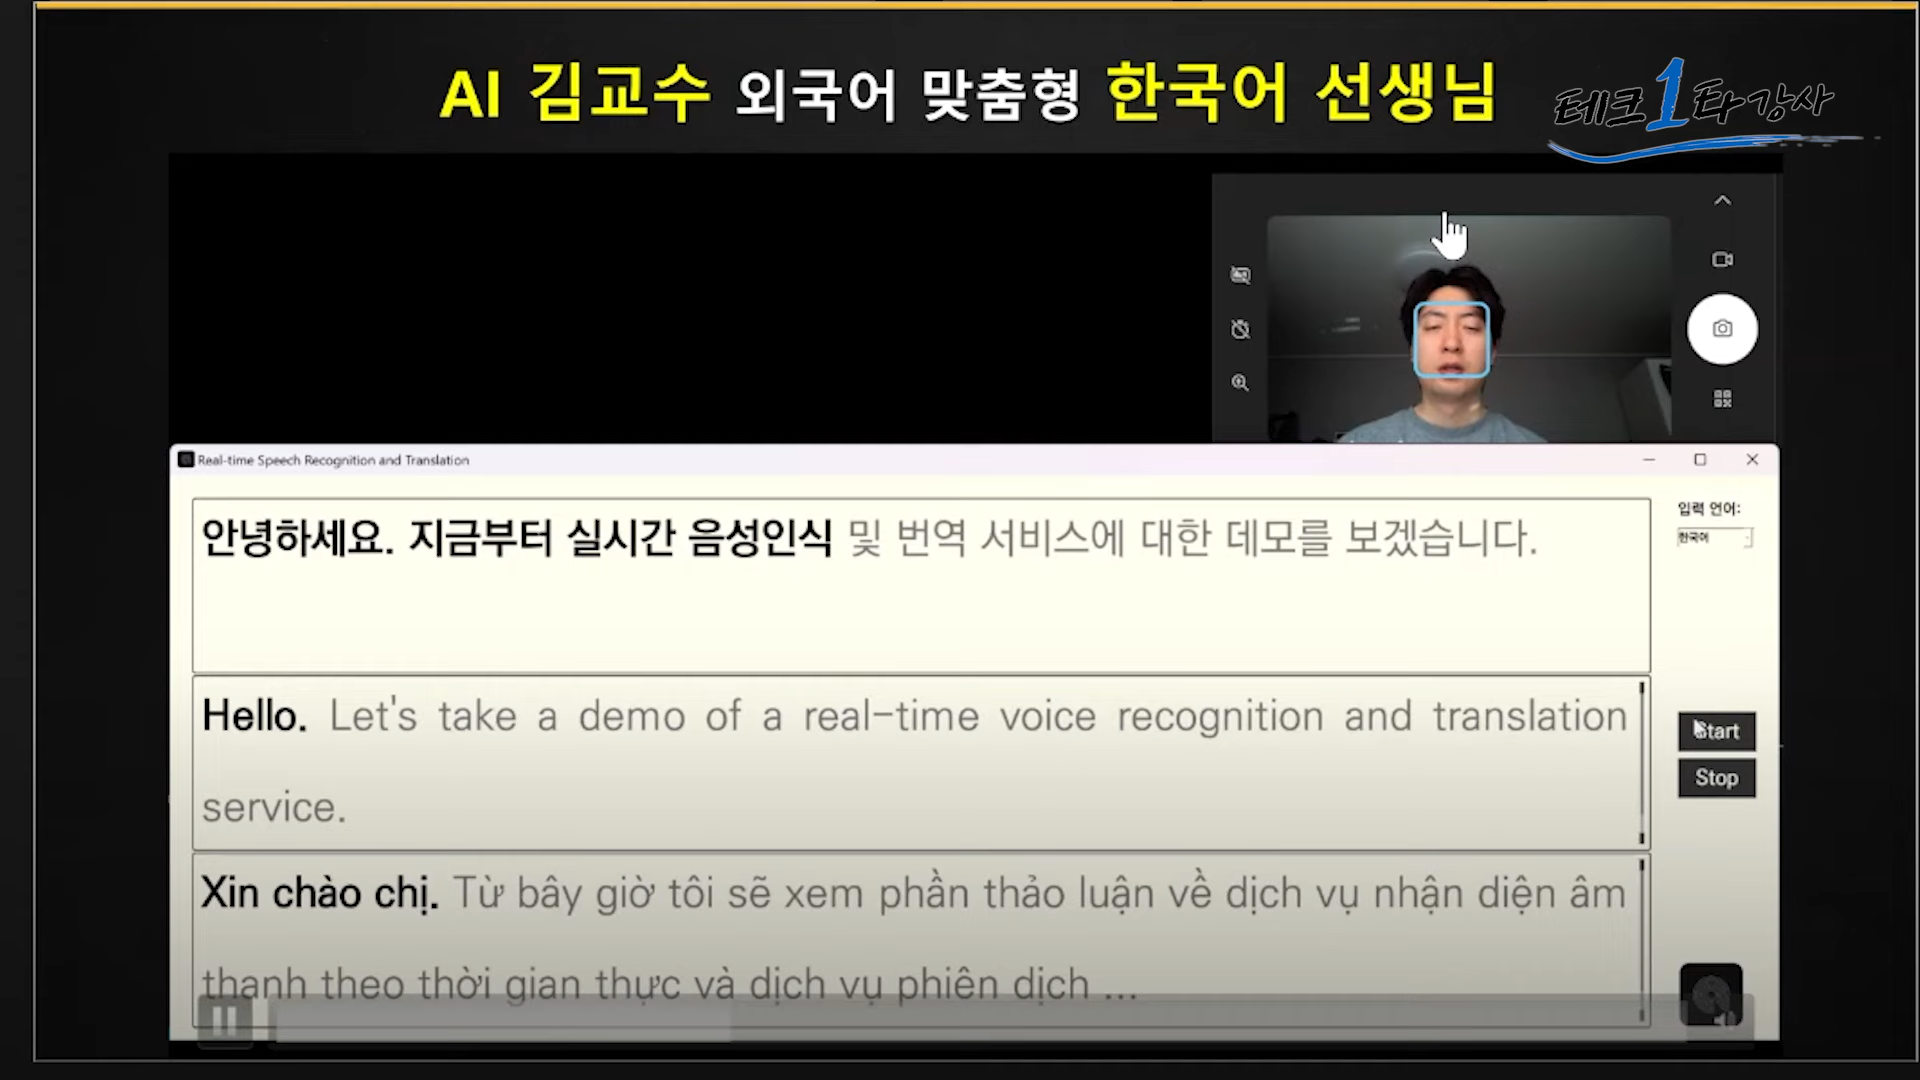 AI 김교수 외국어 맞춤형 한국어 선생님
테크1타강사
Real-time Speech Recognition and Translation
안녕하세요. 지금부터 실시간 음성인식 및 번역 서비스에 대한 데모를 보겠습니다.
입력 언어:
한국어
Hello. Let's take a demo of a real-time voice recognition and translation
service.
Start
Stop
Xin chào chị. Từ bây giờ tôi sẽ xem phần thảo luận về dịch vụ nhận diện âm
thanh theo thời gian thực và dịch vụ phiên dịch ...